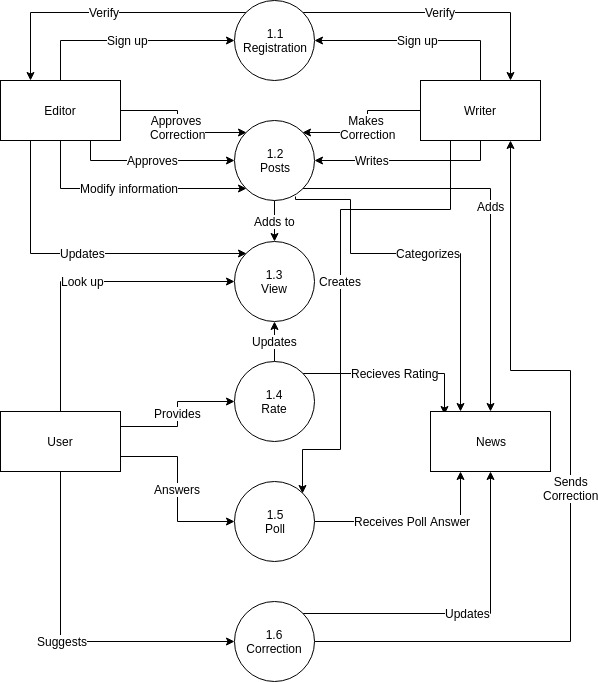 Verify
1.1
Registration
Verify
Sign up
Sign up
Editor
Writer
Approves
Correction
Makes
Correction
1.2
Posts
Approves
Writes
Modify information
Adds
Adds to
Updates
Categorizes
1.3
View
Look up
Creates
Updates
Recieves Rating
1.4
Rate
Provides
User
News
Answers
Sends
Correction
1.5
Poll
Receives Poll Answer
Updates
1.6
Correction
Suggests